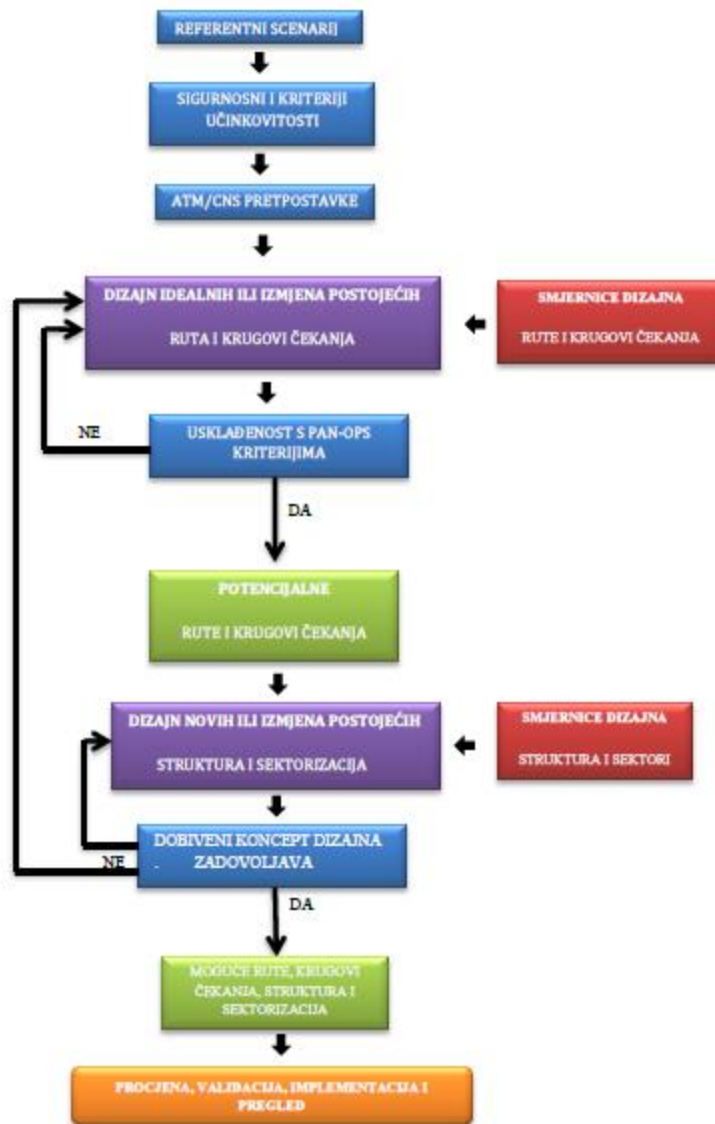 REFERENTNI SCENARIJ
SIGURNOSNI I KRITERIJI
UČINKOVITOSTI
ATM/CNS PRETPOSTAVKE
DIZAJN IDEALNIH ILI IZMJENA POSTOJEĆIH
RUTA I KRUGOVI ČEKANJA
SMJERNICE DIZAJNA
RUTE I KRUGOVI ČEKANJA
NE
USKLAĐENOST S PAN-OPS
KRITERIJIMA
DA
POTENCIJALNE
RUTE I KRUGOVI ČEKANJA
DIZAJN NOVIH ILI IZMJENA POSTOJEĆIH
STRUKTURA I SEKTORIZACIJA
SMJERNICE DIZAJNA
STRUKTURA I SEKTORI
DOBIVENI KONCEPT DIZAJNA
NE
. ZADOVOLJAVA
DA
MOGUĆE RUTE, KRUGOVI
ČEKANJA, STRUKTURA I
SEKTORIZACIJA
PROCJENA, VALIDACIJA, IMPLEMENTACIJA I
PREGLED